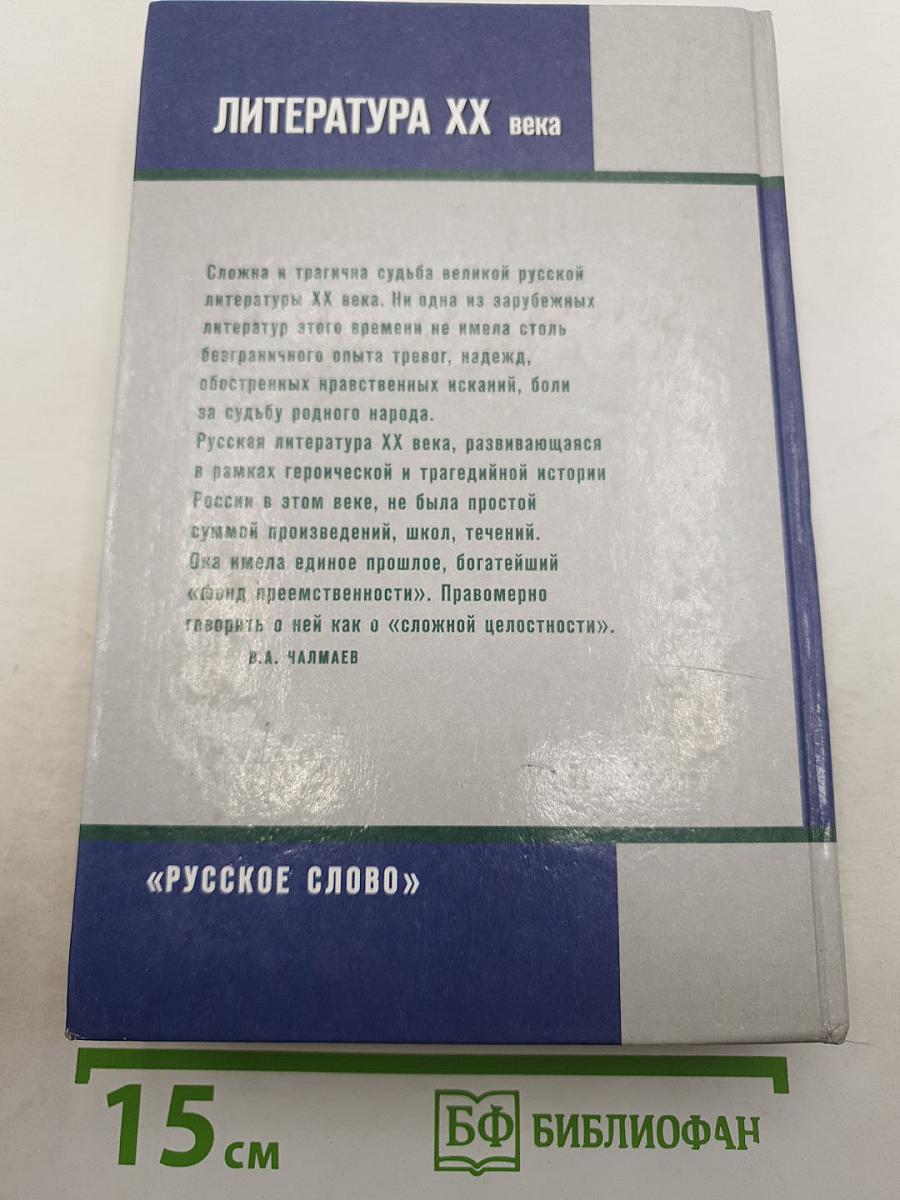 ЛИТЕРАТУРА XX века
Сложна и трагична судьба великой русской
литературы XX века. Ни одна из зарубежных
литератур этого времени не имела столь
безграничного опыта тревог, надежд,
обостренных нравственных исканий, боли
за судьбу родного народа.
Русская литература XX века, развивающаяся
в рамках героической и трагедийной истории
России в этом веке, не была простой
суммой произведений, школ, течений.
Она имела единое прошлое, богатейший
«фонд преемственности». Правомерно
говорить о ней как о «сложной целостности».
В.А. ЧАЛМАЕВ
«РУССКОЕ СЛОВО»
15 см
БФ БИБЛИОФАН